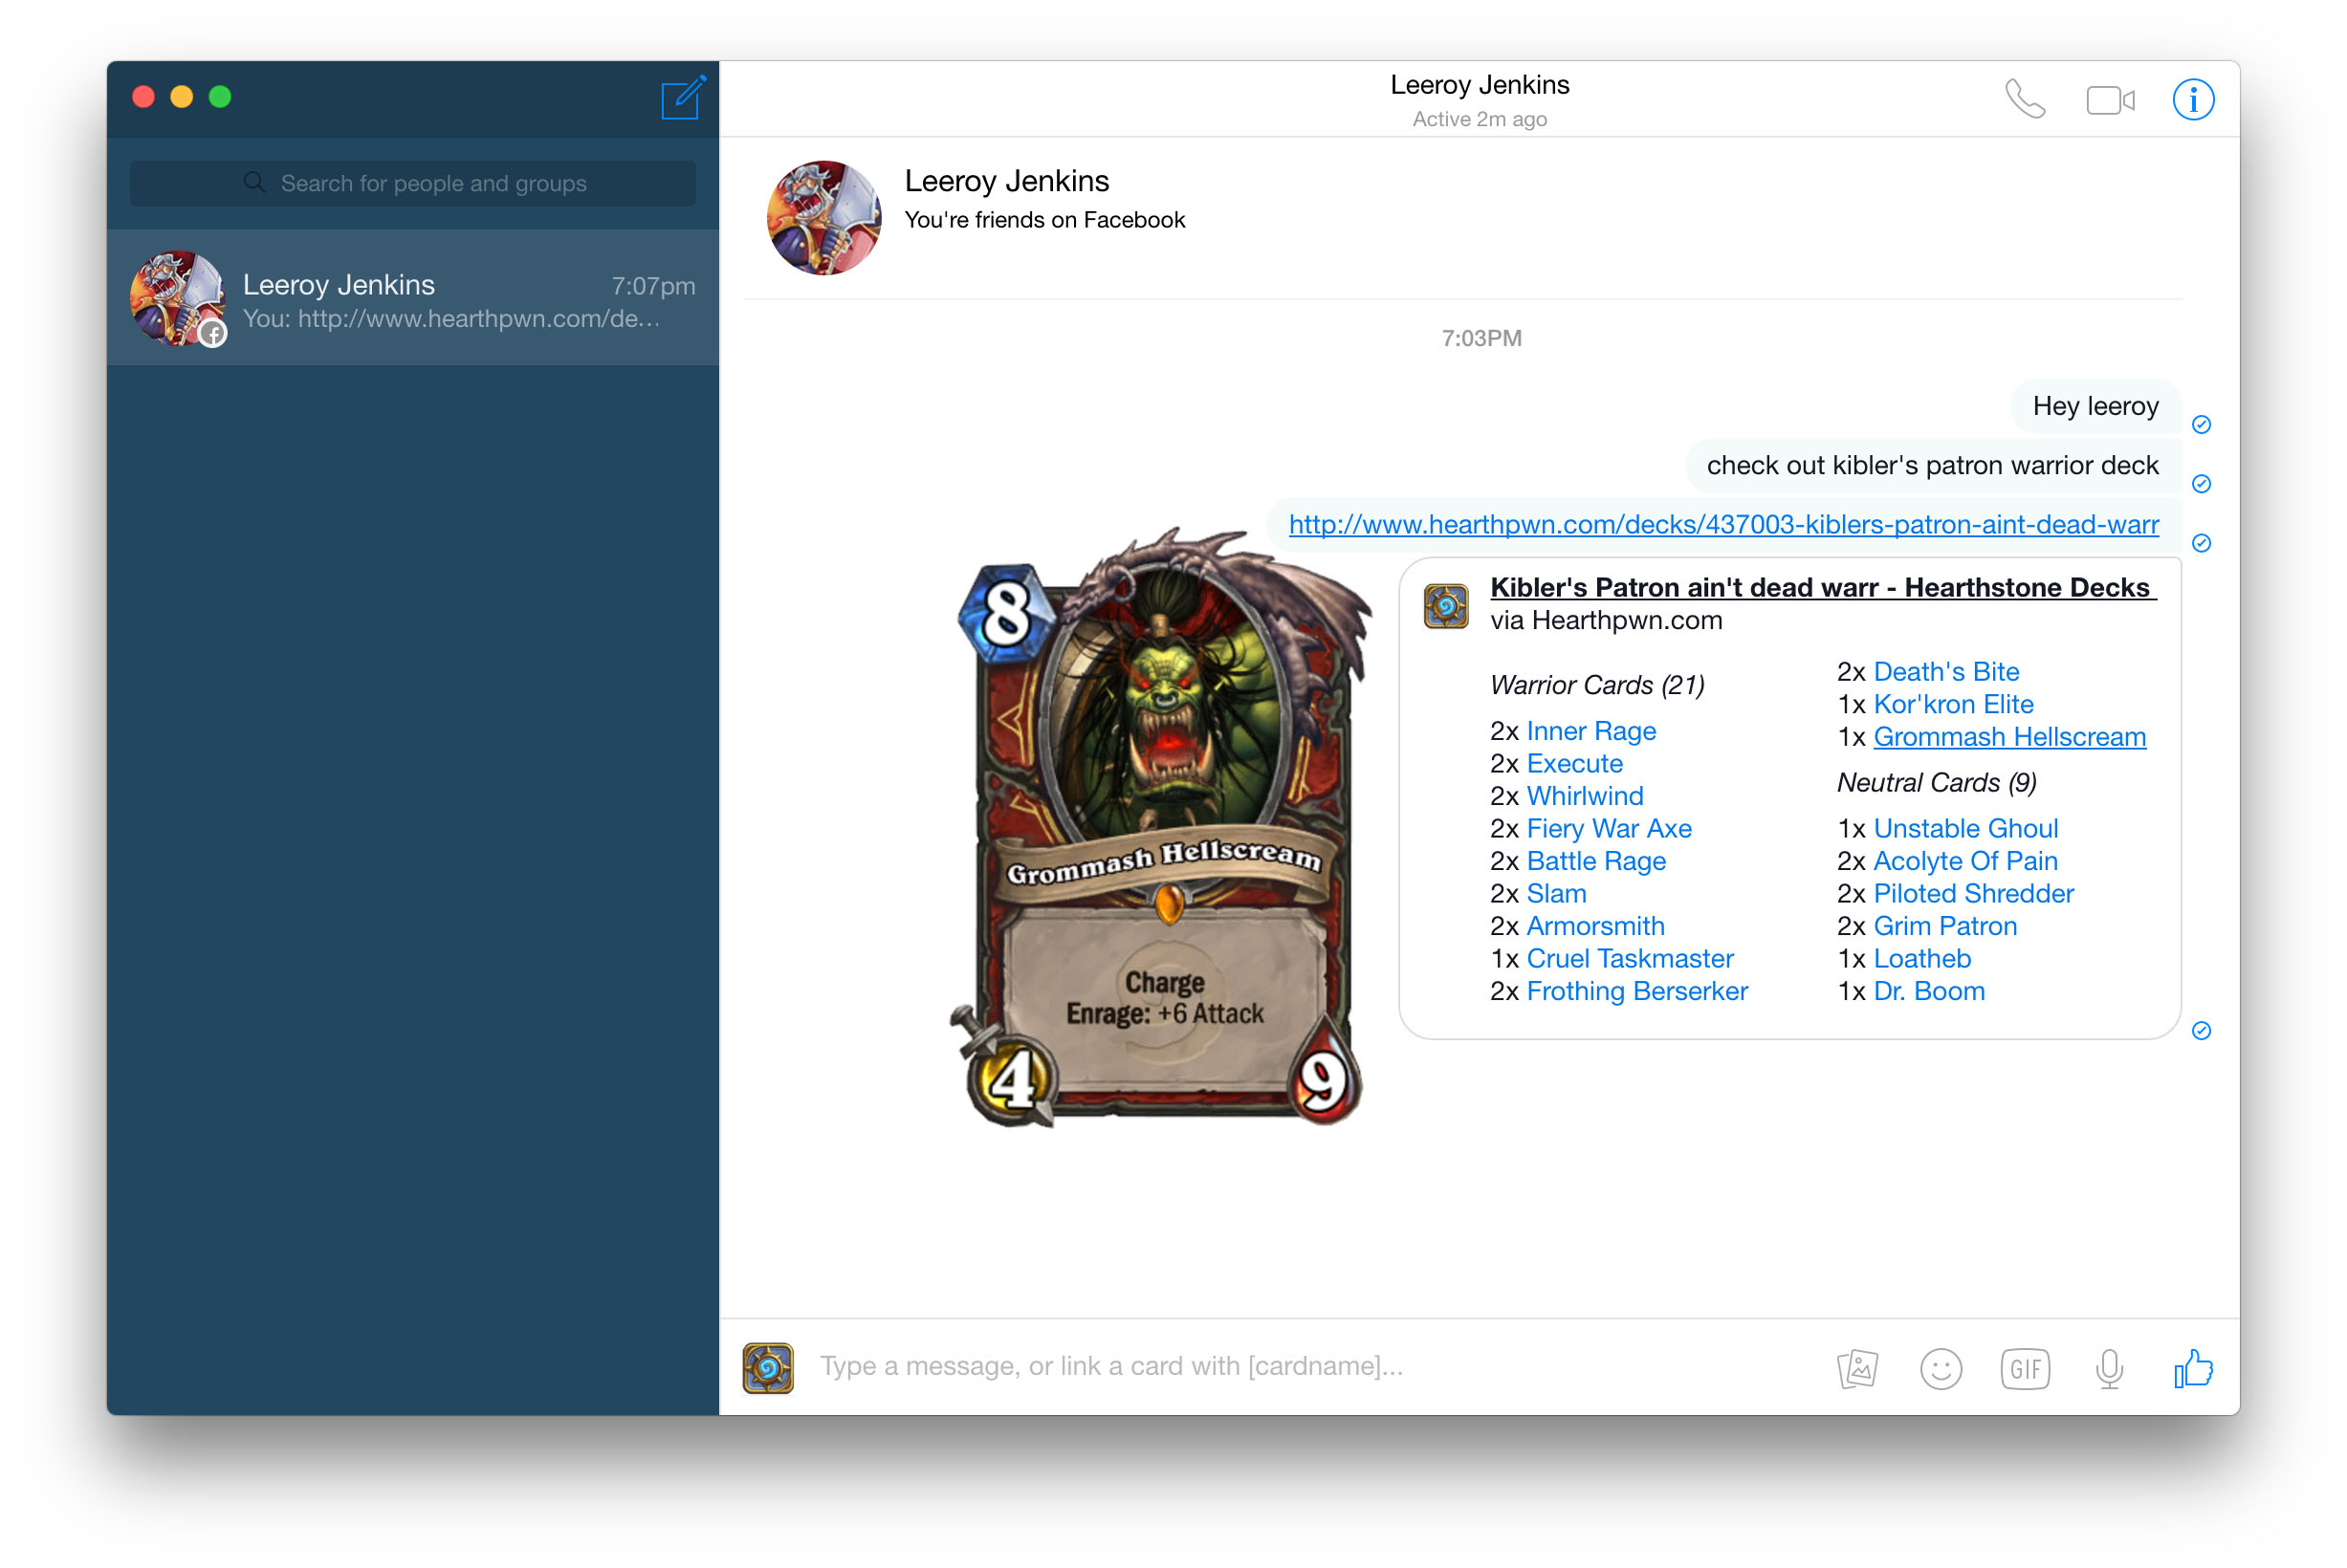 Search for people and groups
Leeroy Jenkins
7:07pm
You: http://www.hearthpwn.com/de...
Leeroy Jenkins
Active 2m ago
Leeroy Jenkins
You're friends on Facebook
7:03PM
Hey leeroy
check out kibler's patron warrior deck
http://www.hearthpwn.com/decks/437003-kiblers-patron-aint-dead-warr
8
Grommash Hellscream
Charge
Enrage: +6 Attack
4
9
Kibler's Patron ain't dead warr - Hearthstone Decks
via Hearthpwn.com
Warrior Cards (21)
2x Inner Rage
2x Execute
2x Whirlwind
2x Fiery War Axe
2x Battle Rage
2x Slam
2x Armorsmith
1x Cruel Taskmaster
2x Frothing Berserker
2x Death's Bite
1x Kor'kron Elite
1x Grommash Hellscream
Neutral Cards (9)
1x Unstable Ghoul
2x Acolyte Of Pain
2x Piloted Shredder
2x Grim Patron
1x Loatheb
1x Dr. Boom
Type a message, or link a card with [cardname]...
GIF